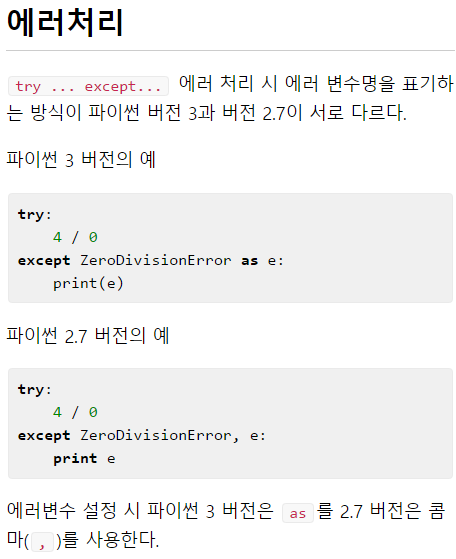 에러처리
try ... except... 에러 처리 시 에러 변수명을 표기하
는 방식이 파이썬 버전 3과 버전 2.7이 서로 다르다.
파이썬 3 버전의 예
try:
    4 / 0
except ZeroDivisionError as e:
    print(e)
파이썬 2.7 버전의 예
try:
    4 / 0
except ZeroDivisionError, e:
    print e
에러변수 설정 시 파이썬 3 버전은 as 를 2.7 버전은 콤
마( , )를 사용한다.